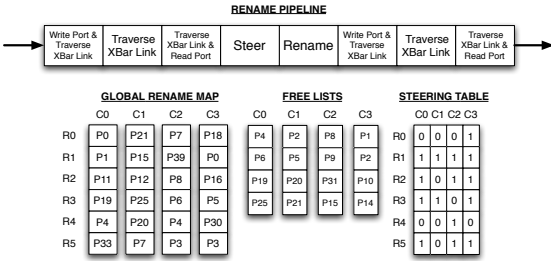 RENAME PIPELINE
Write Port & Traverse XBar Link
Traverse XBar Link
Traverse XBar Link & Read Port
Steer
Rename
Write Port & Traverse XBar Link
Traverse XBar Link
Traverse XBar Link & Read Port
GLOBAL RENAME MAP
C0 C1 C2 C3
R0 P0 P21 P7 P18
R1 P1 P15 P39 P0
R2 P11 P12 P8 P16
R3 P19 P25 P6 P5
R4 P4 P20 P4 P30
R5 P33 P7 P3 P3
FREE LISTS
C0 C1 C2 C3
P4 P2 P8 P1
P6 P5 P9 P2
P19 P20 P31 P10
P25 P21 P15 P14
STEERING TABLE
C0 C1 C2 C3
R0 0 0 0 1
R1 1 1 1 1
R2 1 0 1 1
R3 1 1 0 1
R4 0 0 1 0
R5 1 0 1 1